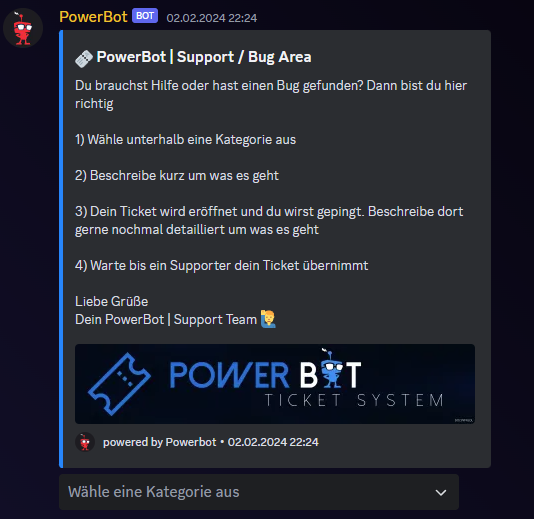 PowerBot BOT 02.02.2024 22:24
PowerBot | Support / Bug Area
Du brauchst Hilfe oder hast einen Bug gefunden? Dann bist du hier
richtig
1) Wähle unterhalb eine Kategorie aus
2) Beschreibe kurz um was es geht
3) Dein Ticket wird eröffnet und du wirst gepingt. Beschreibe dort
gerne nochmal detailliert um was es geht
4) Warte bis ein Supporter dein Ticket übernimmt
Liebe Grüße
Dein PowerBot | Support Team
POWER BOT
TICKET SYSTEM
powered by Powerbot • 02.02.2024 22:24
Wähle eine Kategorie aus